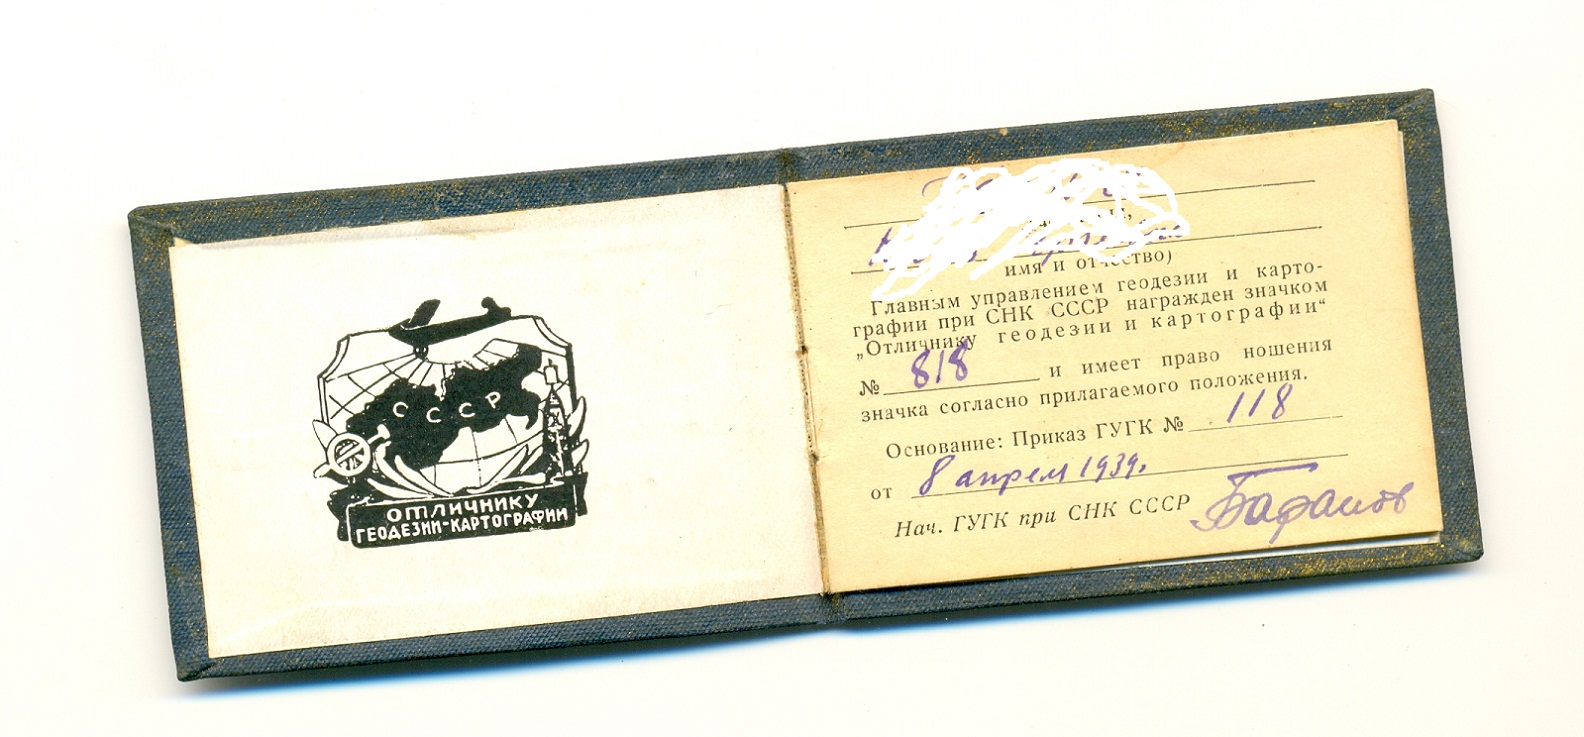 СССР
ОТЛИЧНИКУ
ГЕОДЕЗИИ-КАРТОГРАФИИ
имя и отчество)
Главным управлением геодезии и карто-
графии при СНК СССР награжден значком
„Отличнику геодезии и картографии“
№ 818 и имеет право ношения
значка согласно прилагаемого положения.
Основание: Приказ ГУГК № 118
от 8 апрел 1939.
Нач. ГУГК при СНК СССР Баранов